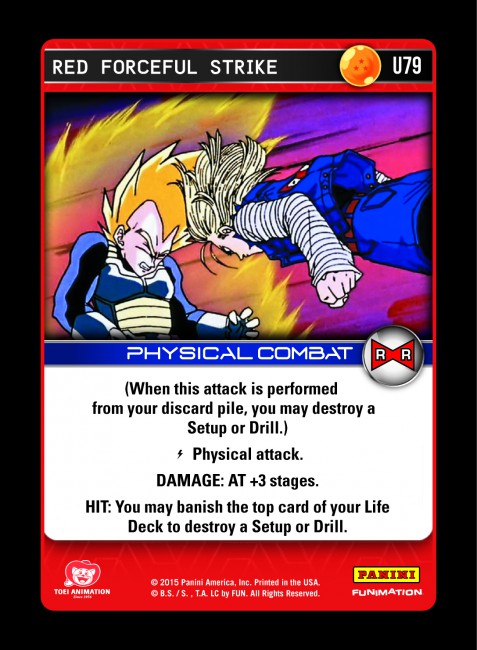 RED FORCEFUL STRIKE
U79
PHYSICAL COMBAT
R R
(When this attack is performed
from your discard pile, you may destroy a
Setup or Drill.)
Physical attack.
DAMAGE: AT +3 stages.
HIT: You may banish the top card of your Life
Deck to destroy a Setup or Drill.
TOEI ANIMATION
Since 1956
© 2015 Panini America, Inc. Printed in the USA.
© B.S. / S. , T.A. LC by FUN. All Rights Reserved.
PANINI
FUNIMATION